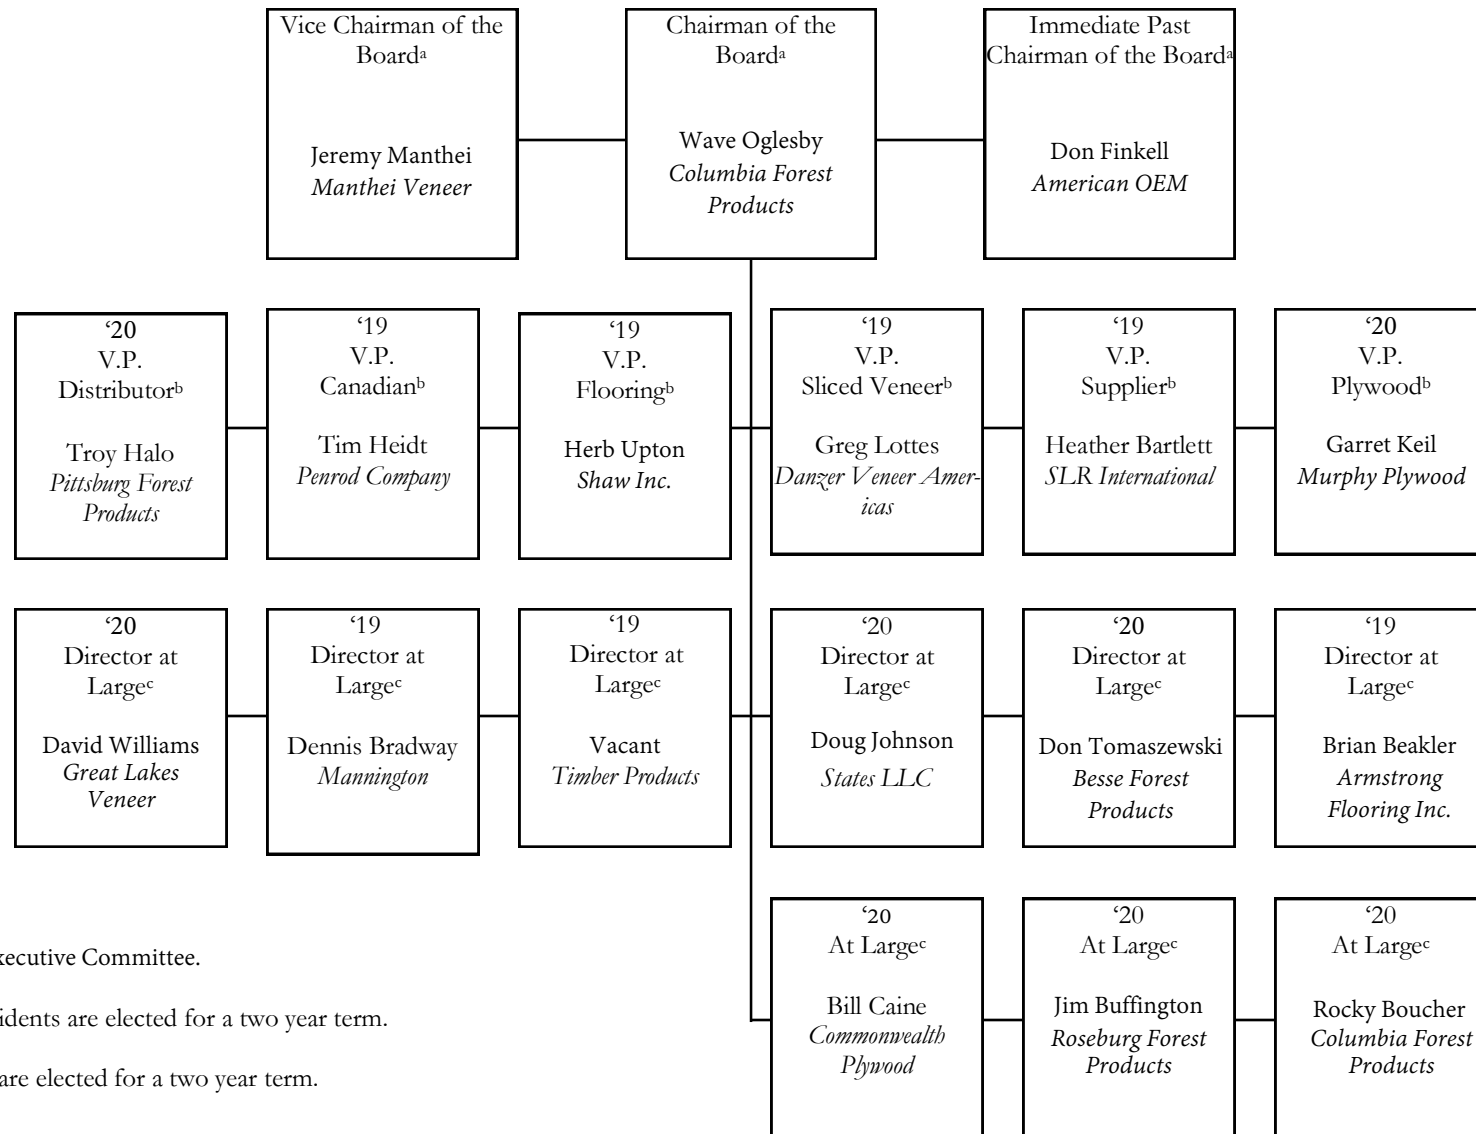 Vice Chairman of the
Boardᵃ
Jeremy Manthei
Manthei Veneer
Chairman of the
Boardᵃ
Wave Oglesby
Columbia Forest
Products
Immediate Past
Chairman of the Boardᵃ
Don Finkell
American OEM
‘20
V.P.
Distributorᵇ
Troy Halo
Pittsburg Forest
Products
‘19
V.P.
Canadianᵇ
Tim Heidt
Penrod Company
‘19
V.P.
Flooringᵇ
Herb Upton
Shaw Inc.
‘19
V.P.
Sliced Veneerᵇ
Greg Lottes
Danzer Veneer Amer-
icas
‘19
V.P.
Supplierᵇ
Heather Bartlett
SLR International
‘20
V.P.
Plywoodᵇ
Garret Keil
Murphy Plywood
‘20
Director at
Largeᶜ
David Williams
Great Lakes
Veneer
‘19
Director at
Largeᶜ
Dennis Bradway
Mannington
‘19
Director at
Largeᶜ
Vacant
Timber Products
‘20
Director at
Largeᶜ
Doug Johnson
States LLC
‘20
Director at
Largeᶜ
Don Tomaszewski
Besse Forest
Products
‘19
Director at
Largeᶜ
Brian Beakler
Armstrong
Flooring Inc.
‘20
At Largeᶜ
Bill Caine
Commonwealth
Plywood
‘20
At Largeᶜ
Jim Buffington
Roseburg Forest
Products
‘20
At Largeᶜ
Rocky Boucher
Columbia Forest
Products
xecutive Committee.
idents are elected for a two year term.
are elected for a two year term.